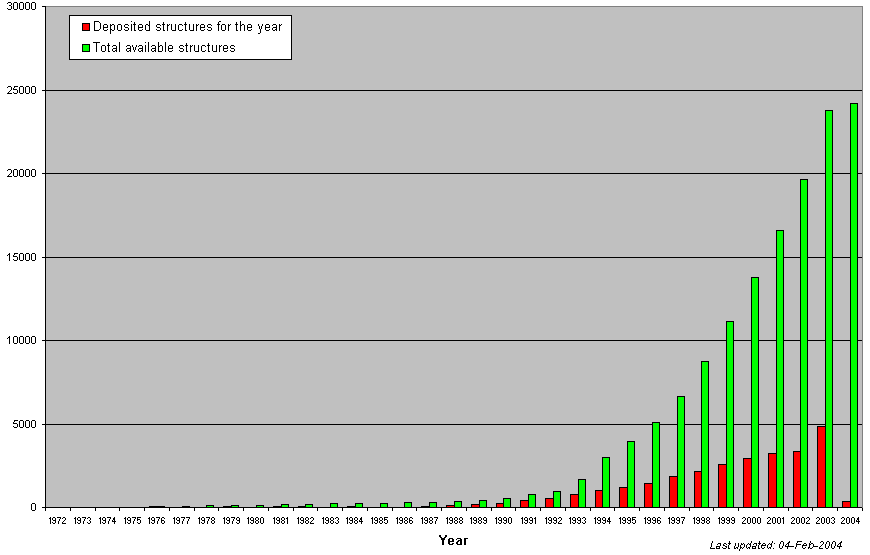 30000
Deposited structures for the year
Total available structures
25000
20000
15000
10000
5000
0
1972 1973 1974 1975 1976 1977 1978 1979 1980 1981 1982 1983 1984 1985 1986 1987 1988 1989 1990 1991 1992 1993 1994 1995 1996 1997 1998 1999 2000 2001 2002 2003 2004
Year
Last updated: 04-Feb-2004